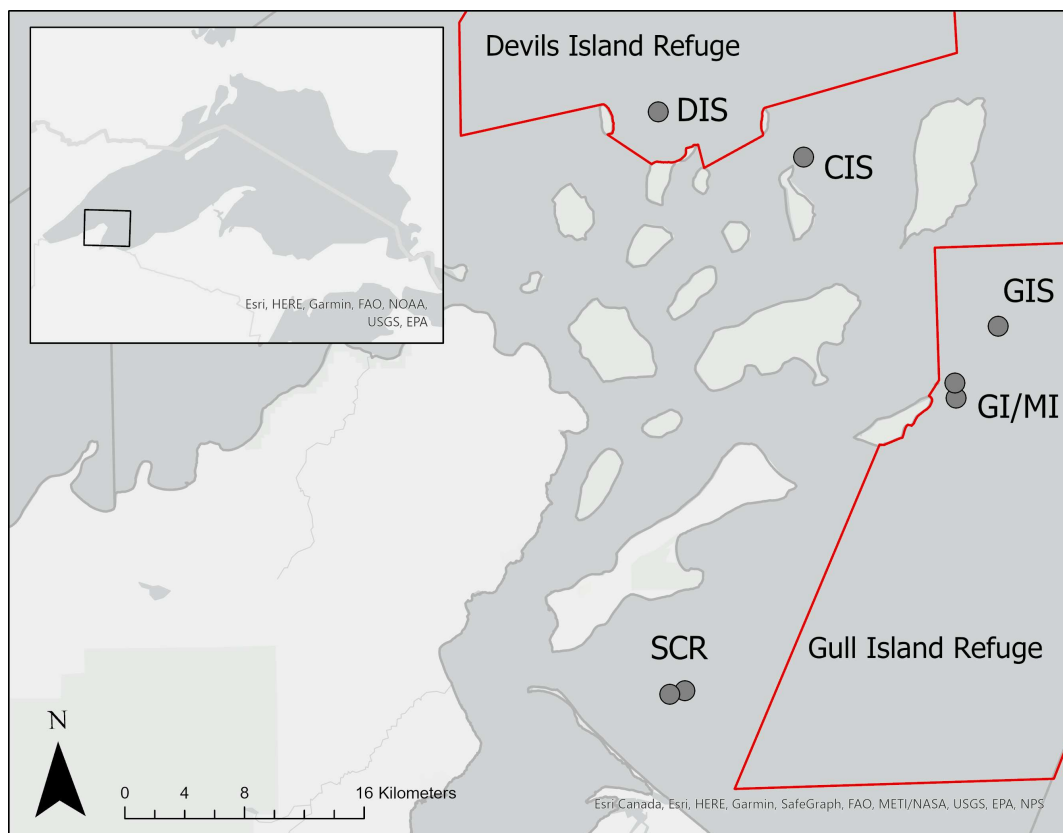 Devils Island Refuge
DIS
CIS
Esri, HERE, Garmin, FAO, NOAA,
USGS, EPA
GIS
GI/MI
SCR
Gull Island Refuge
N
0 4 8 16 Kilometers
Esri Canada, Esri, HERE, Garmin, SafeGraph, FAO, METI/NASA, USGS, EPA, NPS